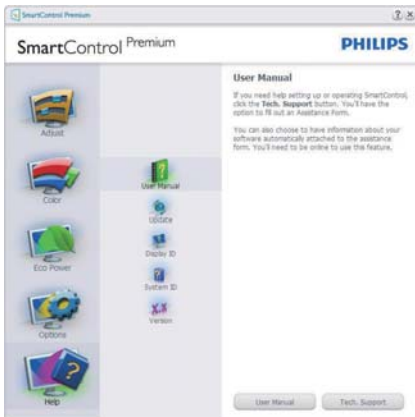 SmartControl Premium
SmartControl Premium
PHILIPS
Adjust
Color
Eco Power
Options
Help
User Manual
Update
Display ID
System ID
Version
User Manual
If you need help setting up or operating SmartControl,
click the Tech. Support button. You'll have the
option to fill out an Assistance Form.
You can also choose to have information about your
software automatically attached to the assistance
form. You'll need to be online to use this feature.
User Manual
Tech. Support